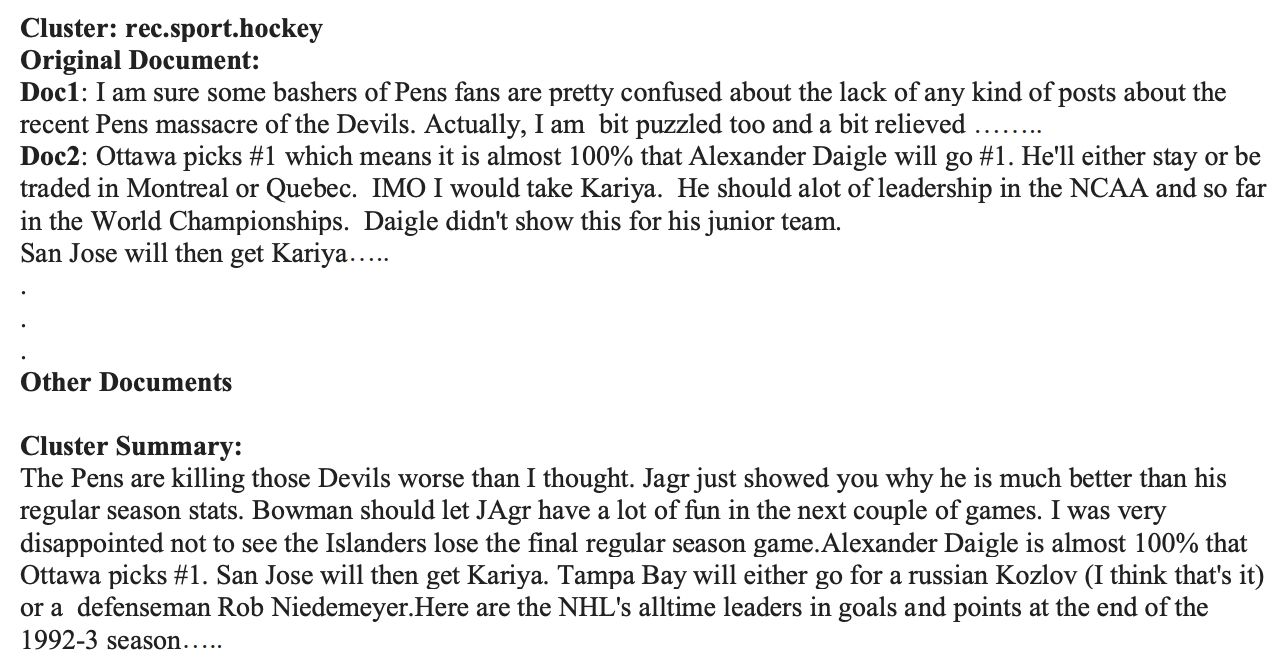 Cluster: rec.sport.hockey
Original Document:
Doc1: I am sure some bashers of Pens fans are pretty confused about the lack of any kind of posts about the
recent Pens massacre of the Devils. Actually, I am  bit puzzled too and a bit relieved ……..
Doc2: Ottawa picks #1 which means it is almost 100% that Alexander Daigle will go #1. He'll either stay or be
traded in Montreal or Quebec.  IMO I would take Kariya.  He should alot of leadership in the NCAA and so far
in the World Championships.  Daigle didn't show this for his junior team.
San Jose will then get Kariya…..
.
.
.
Other Documents
Cluster Summary:
The Pens are killing those Devils worse than I thought. Jagr just showed you why he is much better than his
regular season stats. Bowman should let JAgr have a lot of fun in the next couple of games. I was very
disappointed not to see the Islanders lose the final regular season game.Alexander Daigle is almost 100% that
Ottawa picks #1. San Jose will then get Kariya. Tampa Bay will either go for a russian Kozlov (I think that's it)
or a  defenseman Rob Niedemeyer.Here are the NHL's alltime leaders in goals and points at the end of the
1992-3 season…..